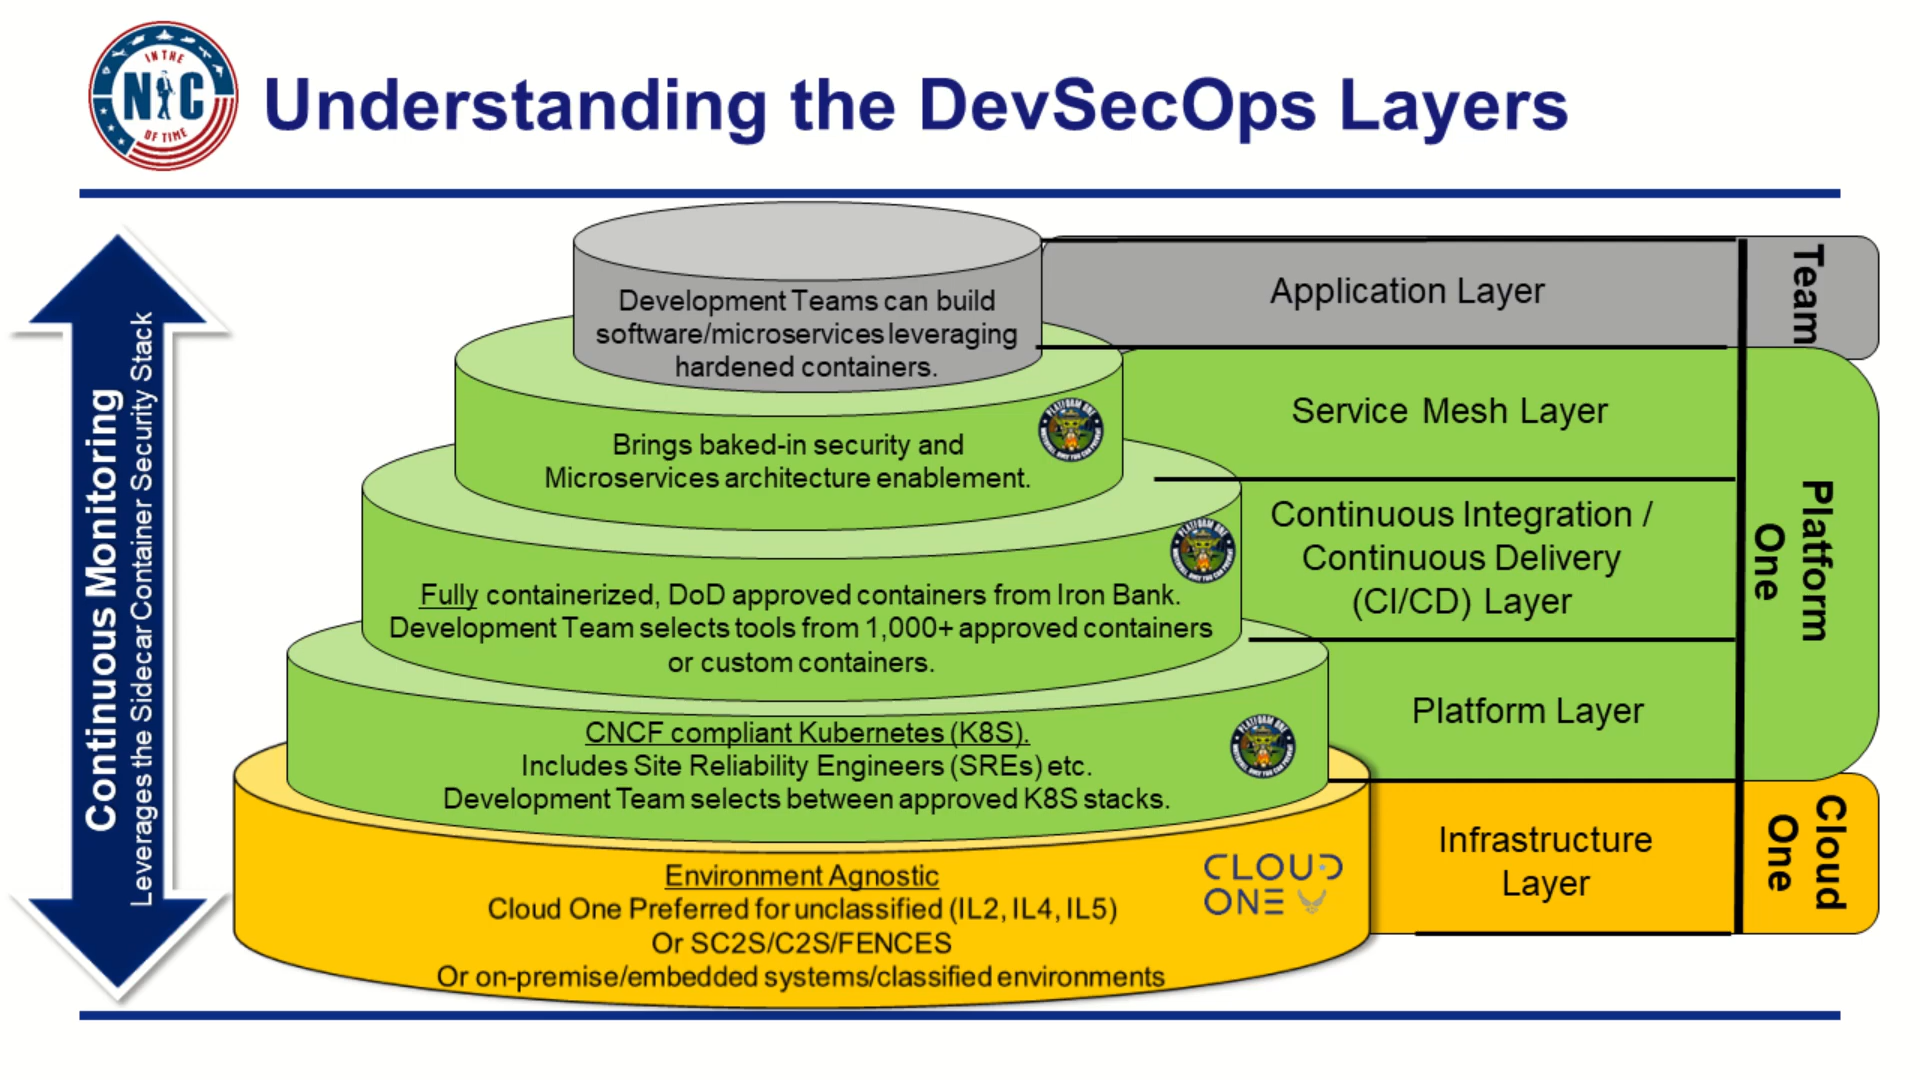 IN THE
NIC
OF TIME
Understanding the DevSecOps Layers
Continuous Monitoring
Leverages the Sidecar Container Security Stack
Development Teams can build
software/microservices leveraging
hardened containers.
Application Layer
Team
PLATFORM ONE
Brings baked-in security and
Microservices architecture enablement.
Service Mesh Layer
PLATFORM ONE
Fully containerized, DoD approved containers from Iron Bank.
Development Team selects tools from 1,000+ approved containers
or custom containers.
Continuous Integration /
Continuous Delivery
(CI/CD) Layer
Platform
One
CNCF compliant Kubernetes (K8S).
Includes Site Reliability Engineers (SREs) etc.
Development Team selects between approved K8S stacks.
PLATFORM ONE
Platform Layer
Environment Agnostic
Cloud One Preferred for unclassified (IL2, IL4, IL5)
Or SC2S/C2S/FENCES
Or on-premise/embedded systems/classified environments
CLOUD
ONE
Infrastructure
Layer
Cloud
One